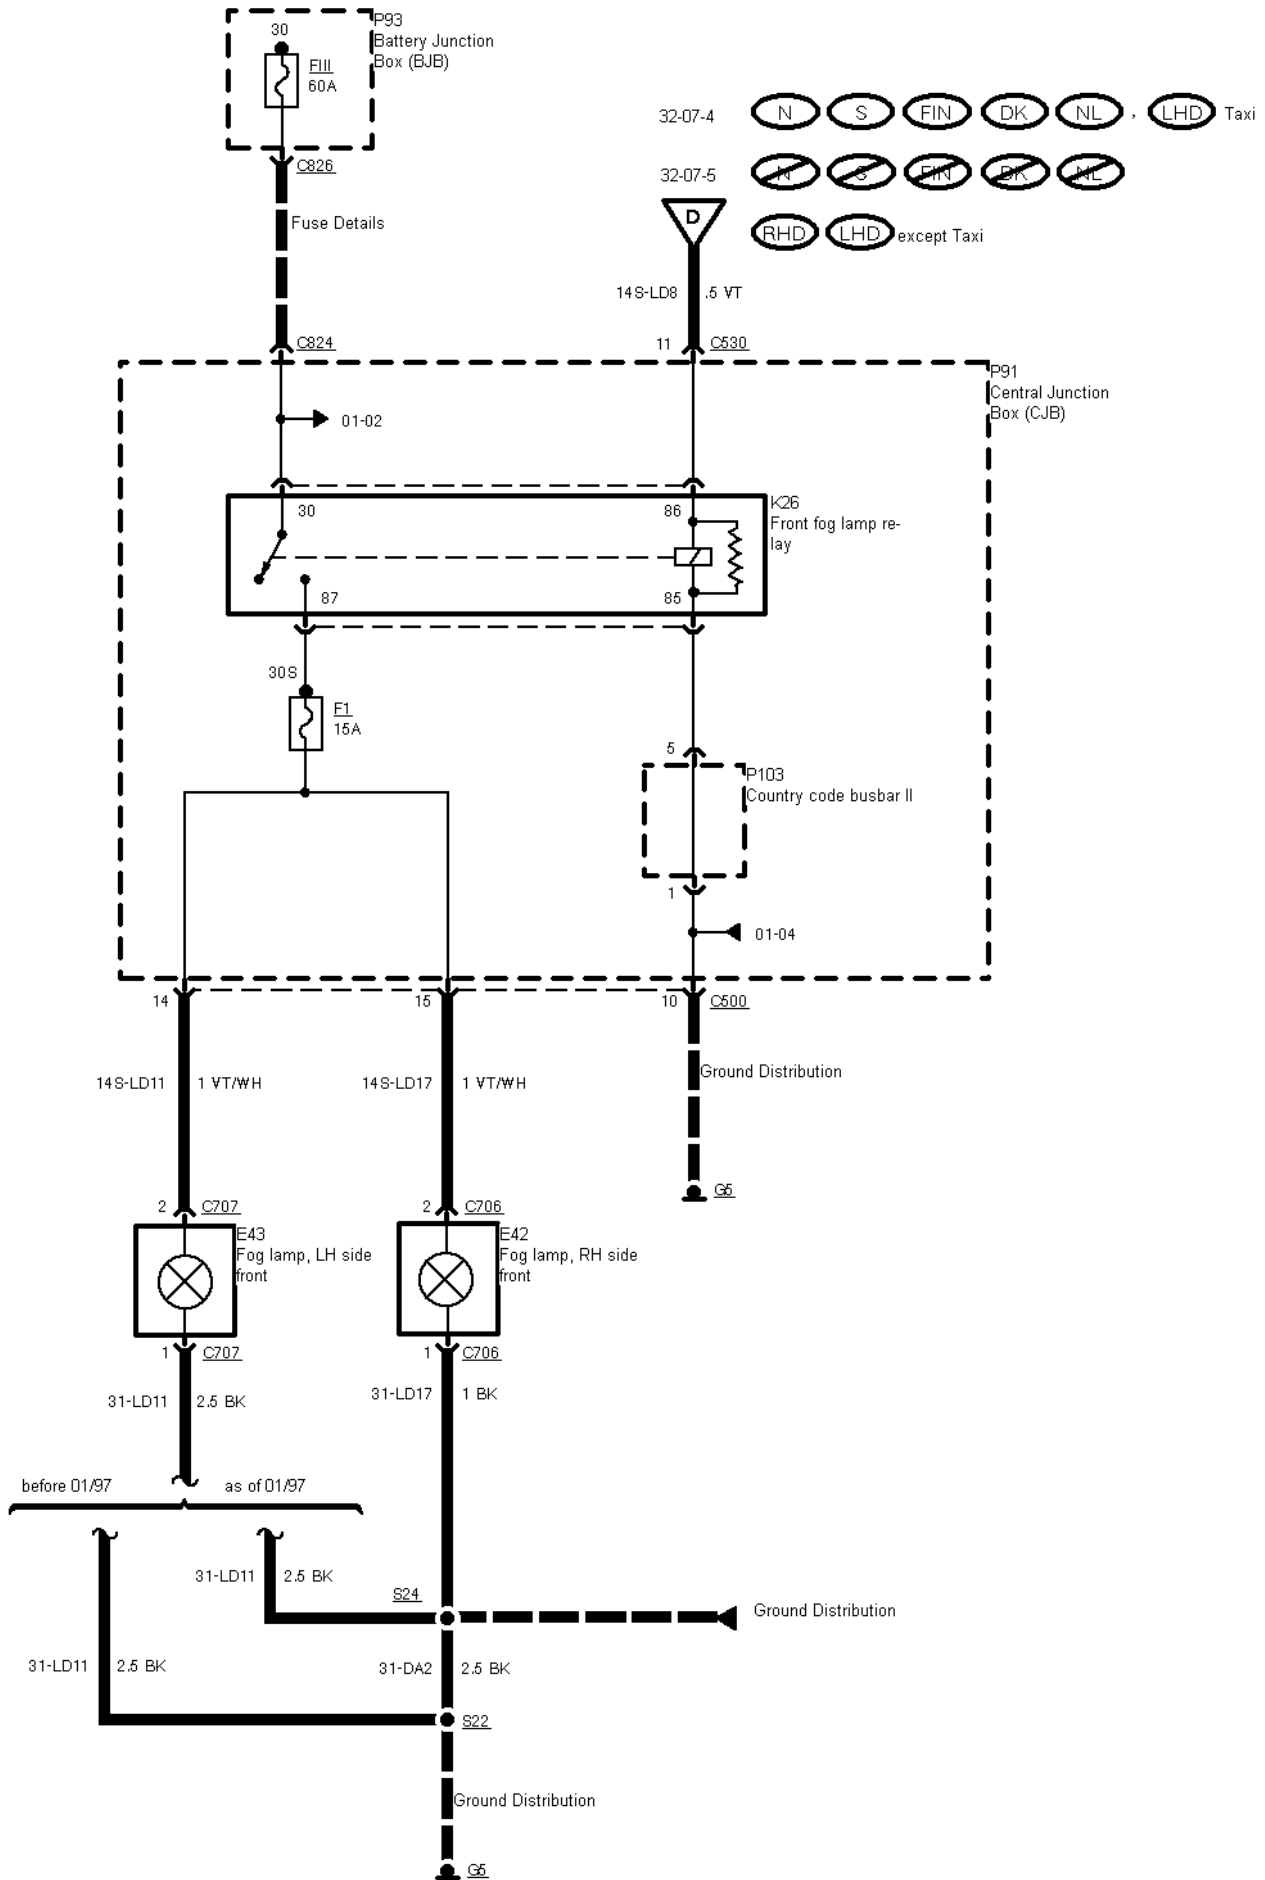 P93
30
Battery Junction
Box (BJB)
FIII
60A
32-07-4 N S FIN DK NL , LHD Taxi
C826
32-07-5 N S FIN DK NL
D
Fuse Details
RHD LHD except Taxi
14S-LD8 .5 VT
C824
11 C530
P91
Central Junction
Box (CJB)
01-02
30
86
K26
Front fog lamp re-
lay
87
85
30S
F1
15A
5
P103
Country code busbar II
1
01-04
14
15
10 C500
Ground Distribution
14S-LD11 1 VT/WH
14S-LD17 1 VT/WH
G5
2 C707
2 C706
E43
Fog lamp, LH side
front
E42
Fog lamp, RH side
front
1 C707
1 C706
31-LD11 2.5 BK
31-LD17 1 BK
before 01/97
as of 01/97
31-LD11 2.5 BK
S24
Ground Distribution
31-LD11 2.5 BK
31-DA2 2.5 BK
S22
Ground Distribution
G5